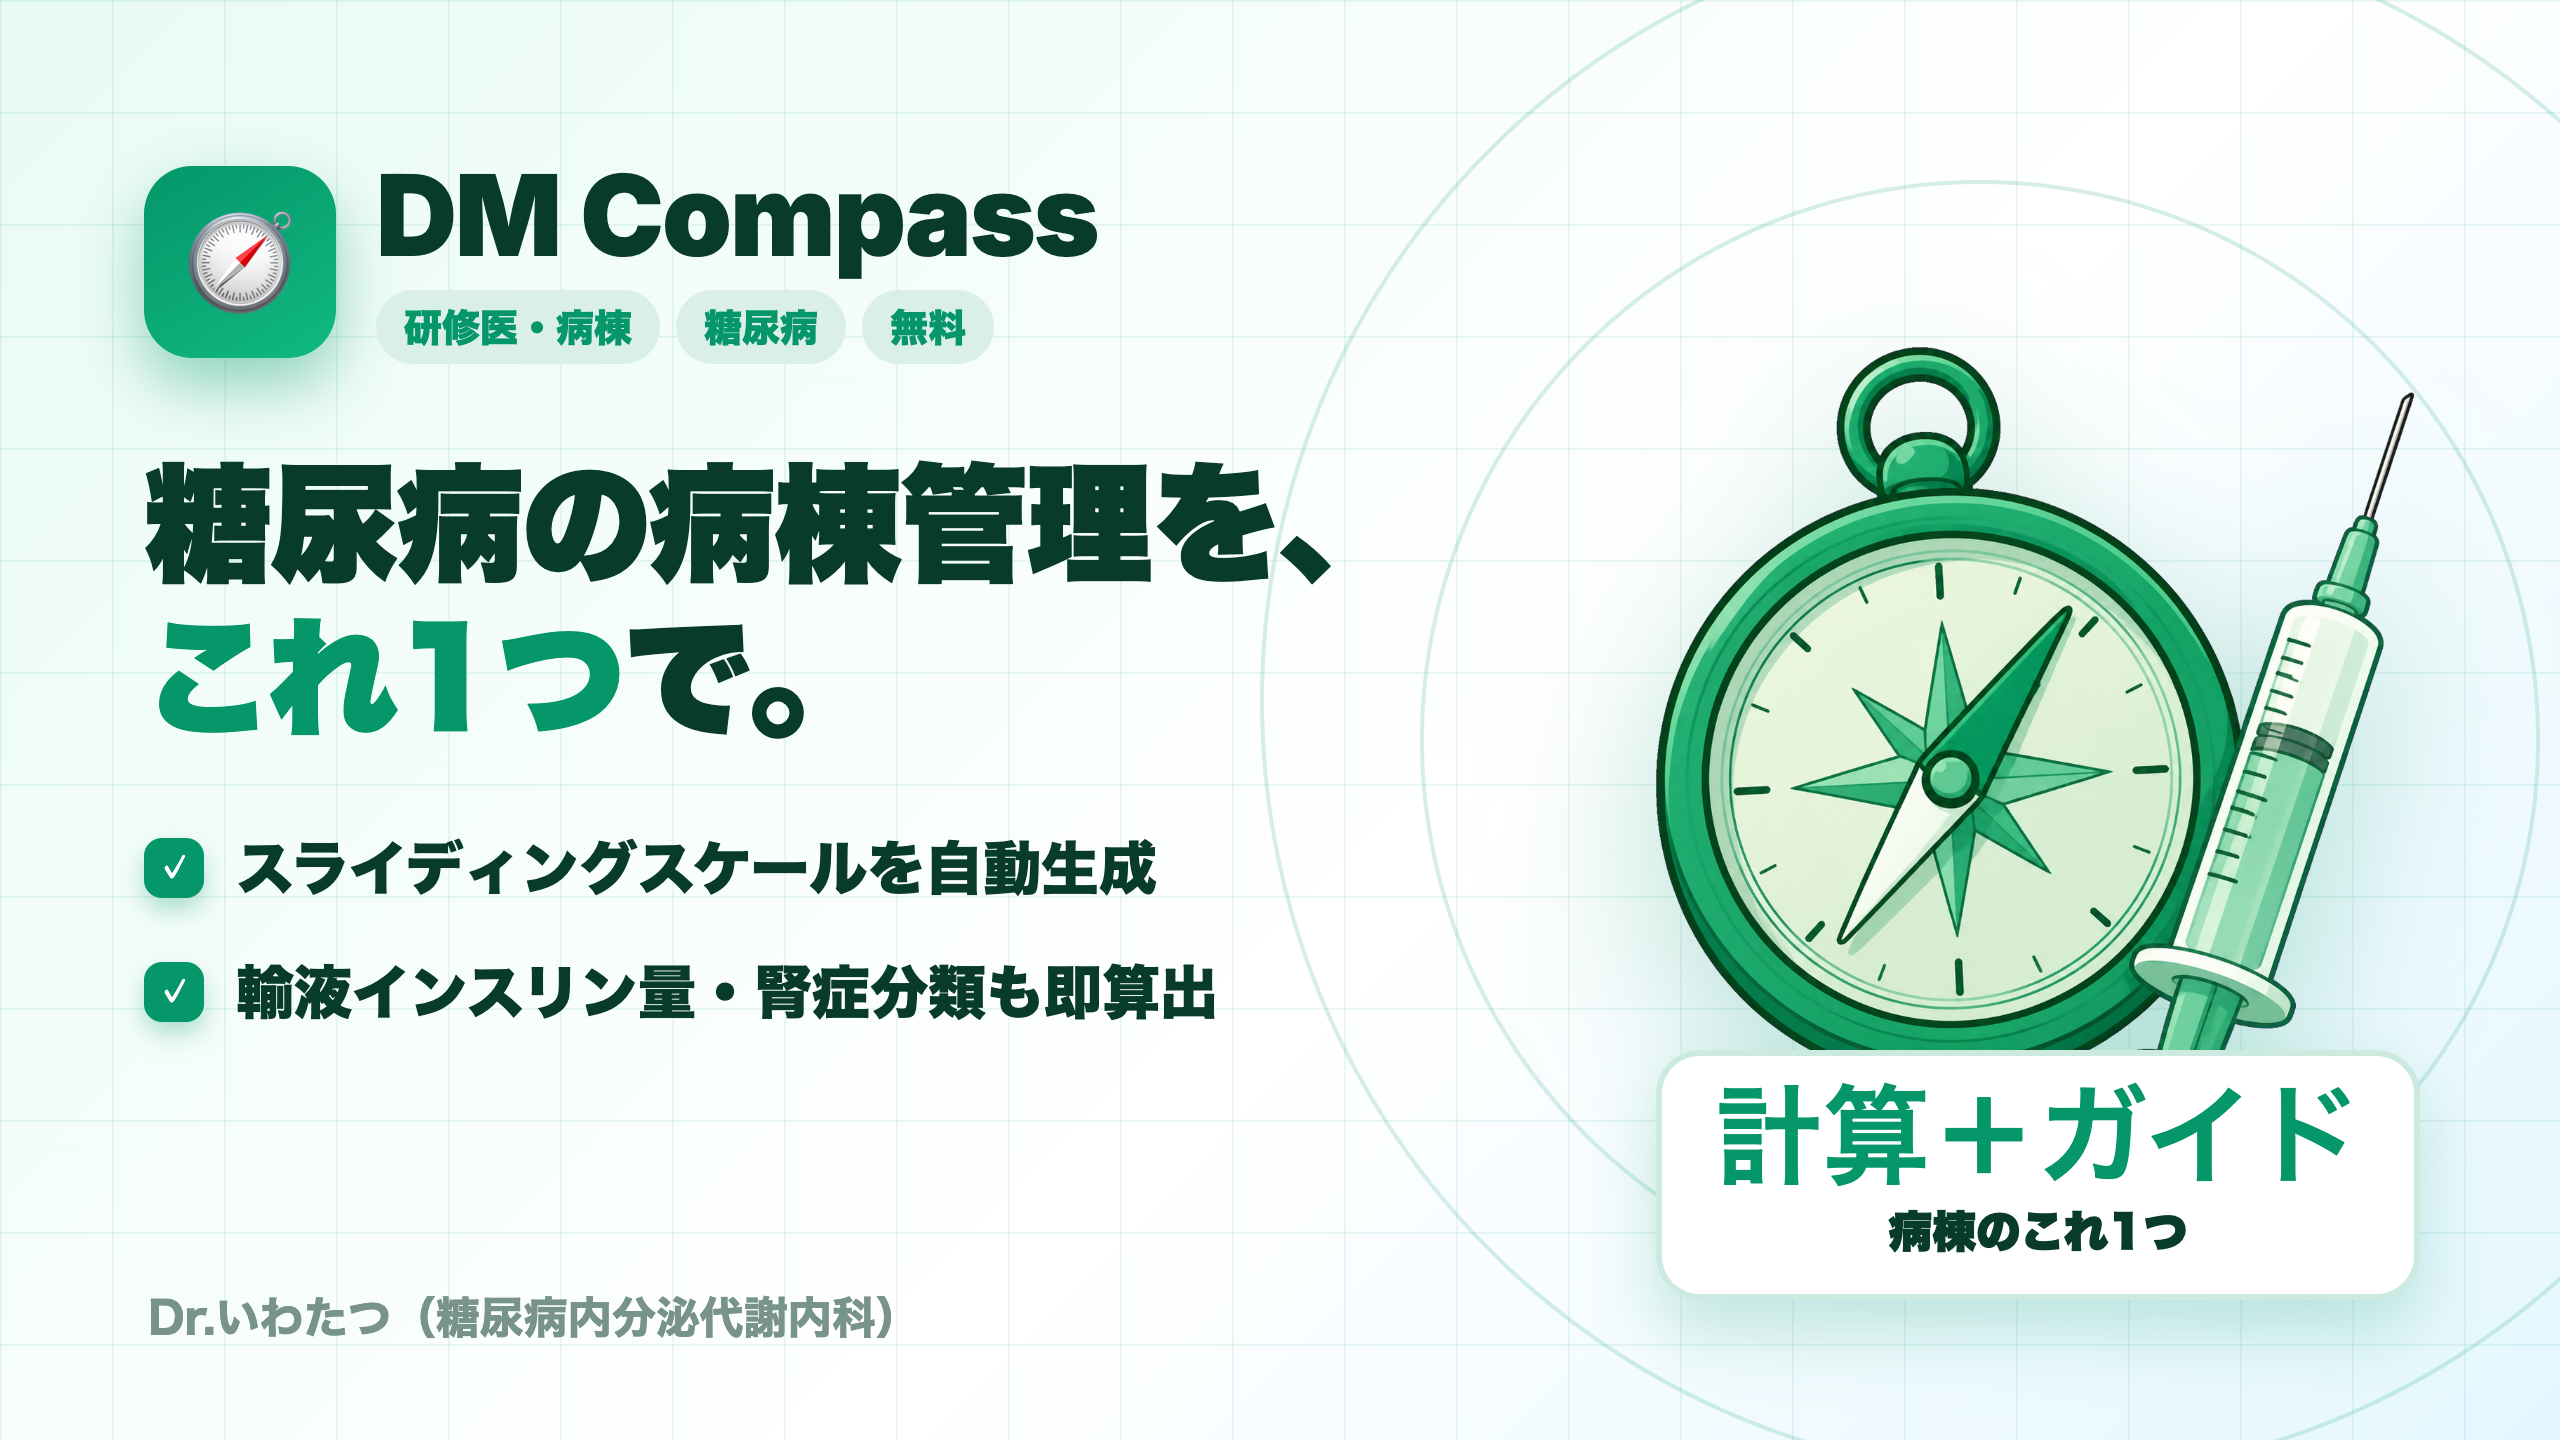 DM Compass
研修医・病棟 糖尿病 無料
糖尿病の病棟管理を、
これ1つで。
スライディングスケールを自動生成
輸液インスリン量・腎症分類も即算出
計算＋ガイド
病棟のこれ1つ
Dr.いわたつ（糖尿病内分泌代謝内科）